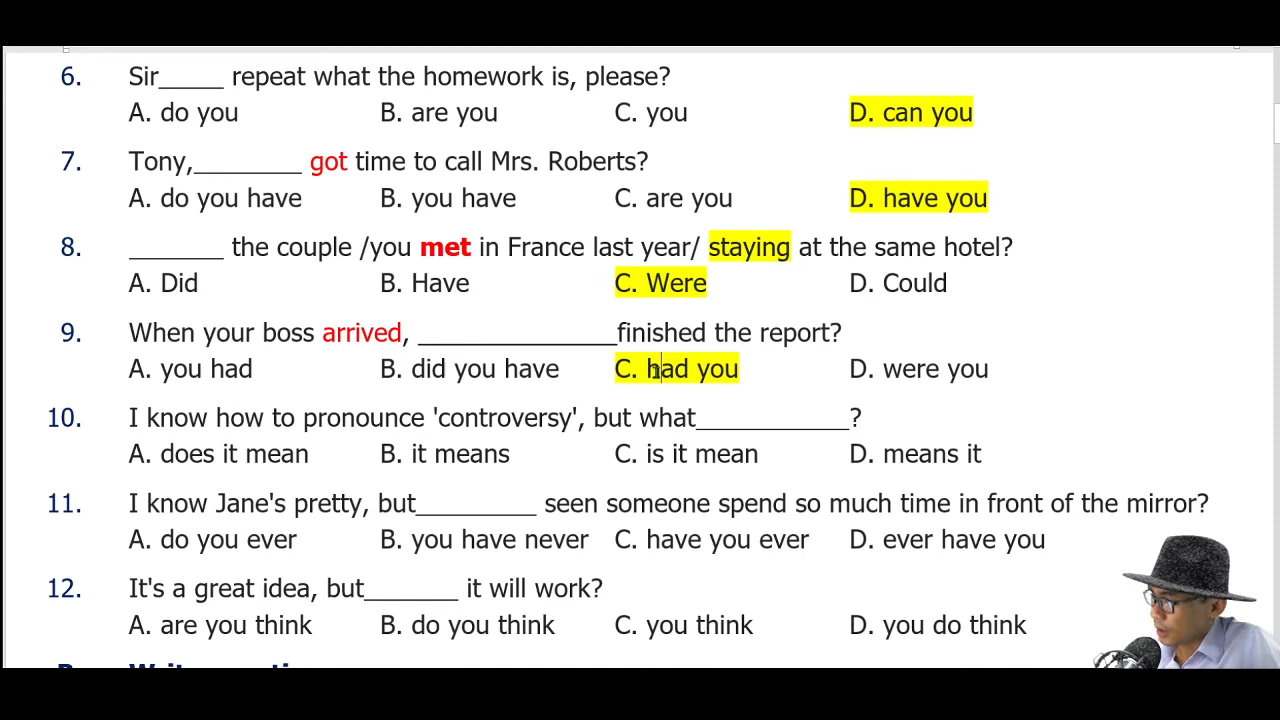 6. Sir_____ repeat what the homework is, please?
A. do you B. are you C. you D. can you
7. Tony,________ got time to call Mrs. Roberts?
A. do you have B. you have C. are you D. have you
8. _______ the couple /you met in France last year/ staying at the same hotel?
A. Did B. Have C. Were D. Could
9. When your boss arrived, _______________finished the report?
A. you had B. did you have C. had you D. were you
10. I know how to pronounce 'controversy', but what____________?
A. does it mean B. it means C. is it mean D. means it
11. I know Jane's pretty, but_________ seen someone spend so much time in front of the mirror?
A. do you ever B. you have never C. have you ever D. ever have you
12. It's a great idea, but_______ it will work?
A. are you think B. do you think C. you think D. you do think